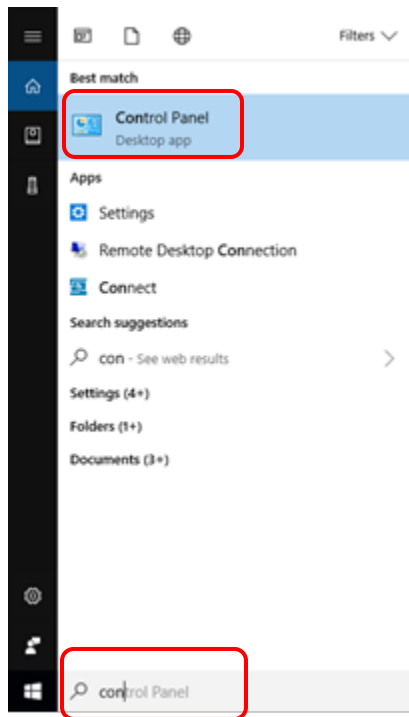 Filters
Best match
Control Panel
Desktop app
Apps
Settings
Remote Desktop Connection
Connect
Search suggestions
con - See web results
Settings (4+)
Folders (1+)
Documents (3+)
control Panel